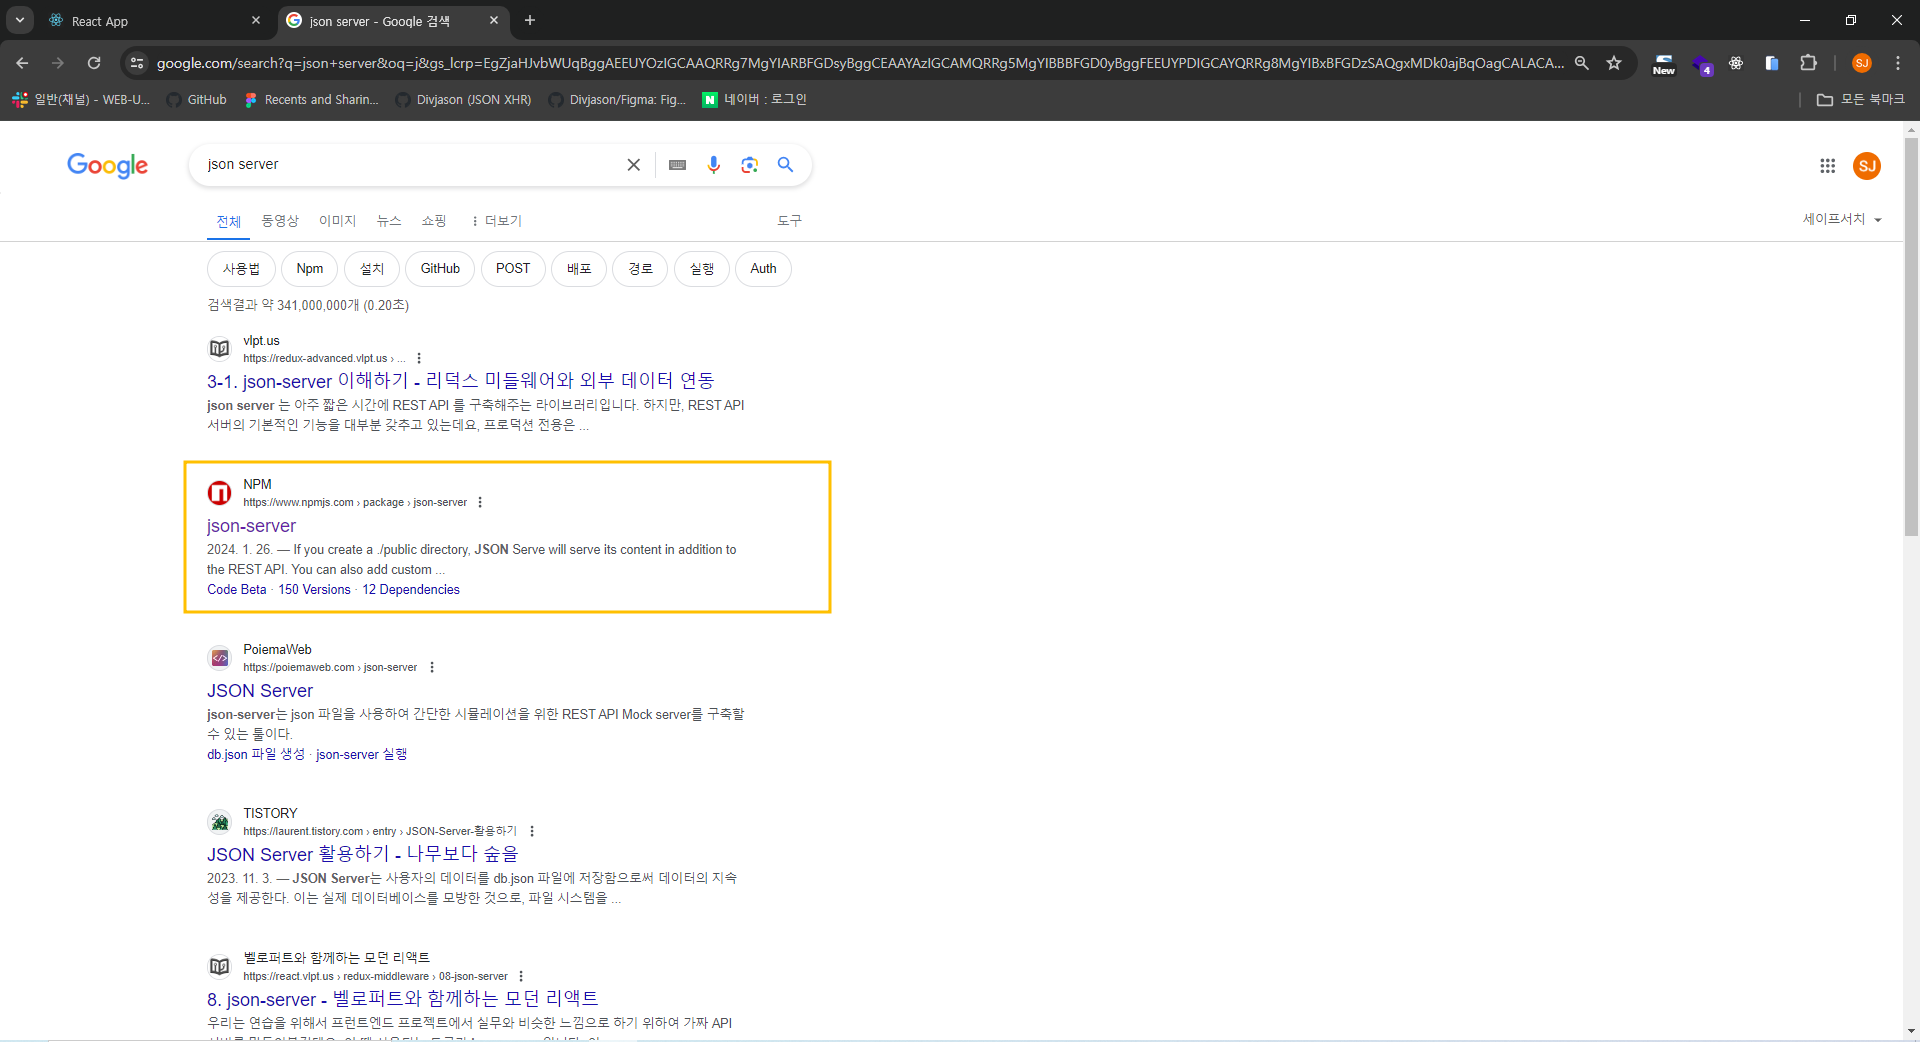 React App
json server - Google 검색
google.com/search?q=json+server&oq=j&gs_lcrp=EgZjaHJvbWUqBggAEEUYOzIGCAAQRRg7MgYIARBFGDsyBggCEAAYAzIGCAMQRRg5MgYIBBBFGD0yBggFEEUYPDIGCAYQRRg8MgYIBxBFGDzSAQgxMDk0ajBqOagCALACA...
New
4
SJ
일반(채널) - WEB-U...
GitHub
Recents and Sharin...
Divjason (JSON XHR)
Divjason/Figma: Fig...
네이버 : 로그인
모든 북마크
Google
json server
SJ
전체 동영상 이미지 뉴스 쇼핑 더보기 도구
세이프서치
사용법 Npm 설치 GitHub POST 배포 경로 실행 Auth
검색결과 약 341,000,000개 (0.20초)
vlpt.us
https://redux-advanced.vlpt.us › ...
3-1. json-server 이해하기 - 리덕스 미들웨어와 외부 데이터 연동
json server 는 아주 짧은 시간에 REST API 를 구축해주는 라이브러리입니다. 하지만, REST API
서버의 기본적인 기능을 대부분 갖추고 있는데요, 프로덕션 전용은 ...
NPM
https://www.npmjs.com › package › json-server
json-server
2024. 1. 26. — If you create a ./public directory, JSON Serve will serve its content in addition to
the REST API. You can also add custom ...
Code Beta · 150 Versions · 12 Dependencies
PoiemaWeb
https://poiemaweb.com › json-server
JSON Server
json-server는 json 파일을 사용하여 간단한 시뮬레이션을 위한 REST API Mock server를 구축할
수 있는 툴이다.
db.json 파일 생성 · json-server 실행
TISTORY
https://laurent.tistory.com › entry › JSON-Server-활용하기
JSON Server 활용하기 - 나무보다 숲을
2023. 11. 3. — JSON Server는 사용자의 데이터를 db.json 파일에 저장함으로써 데이터의 지속
성을 제공한다. 이는 실제 데이터베이스를 모방한 것으로, 파일 시스템을 ...
벨로퍼트와 함께하는 모던 리액트
https://react.vlpt.us › redux-middleware › 08-json-server
8. json-server - 벨로퍼트와 함께하는 모던 리액트
우리는 연습을 위해서 프런트엔드 프로젝트에서 실무와 비슷한 느낌으로 하기 위하여 가짜 API